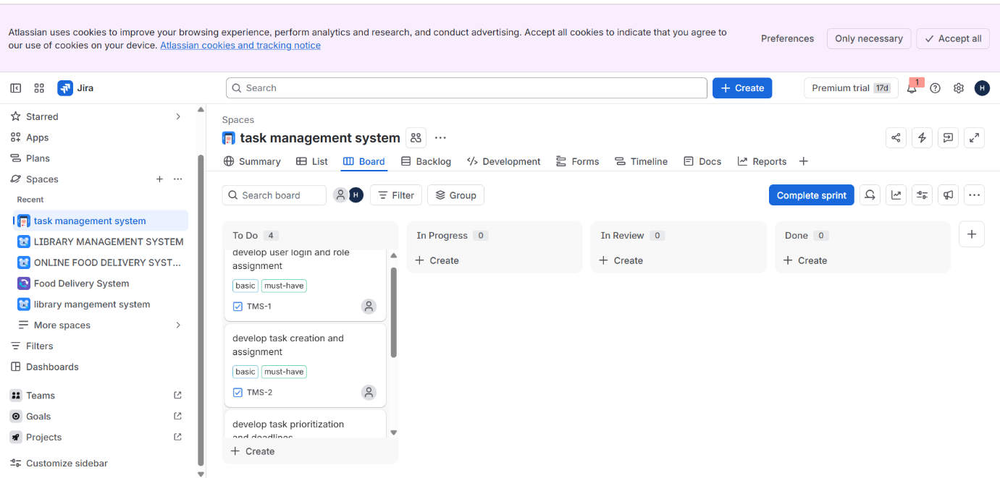 Atlassian uses cookies to improve your browsing experience, perform analytics and research, and conduct advertising. Accept all cookies to indicate that you agree to
our use of cookies on your device. Atlassian cookies and tracking notice
Preferences
Only necessary
Accept all
Jira
Search
Create
Premium trial 17d
1
H
Starred
Apps
Plans
Spaces
Recent
task management system
LIBRARY MANAGEMENT SYSTEM
ONLINE FOOD DELIVERY SYST...
Food Delivery System
library mangement system
More spaces
Filters
Dashboards
Teams
Goals
Projects
Customize sidebar
Spaces
task management system
Summary
List
Board
Backlog
Development
Forms
Timeline
Docs
Reports
Search board
H
Filter
Group
Complete sprint
To Do 4
develop user login and role
assignment
basic must-have
TMS-1
develop task creation and
assignment
basic must-have
TMS-2
develop task prioritization
and deadlines
Create
In Progress 0
Create
In Review 0
Create
Done 0
Create